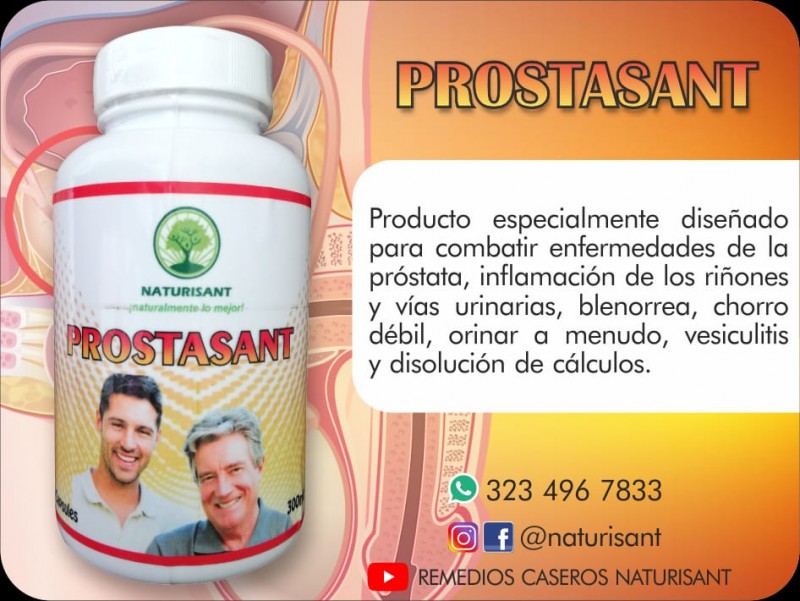 PROSTASANT
Producto especialmente diseñado
para combatir enfermedades de la
próstata, inflamación de los riñones
y vías urinarias, blenorrea, chorro
débil, orinar a menudo, vesiculitis
y disolución de cálculos.
323 496 7833
@naturisant
REMEDIOS CASEROS NATURISANT
NATURISANT
¡naturalmente lo mejor!
PROSTASANT